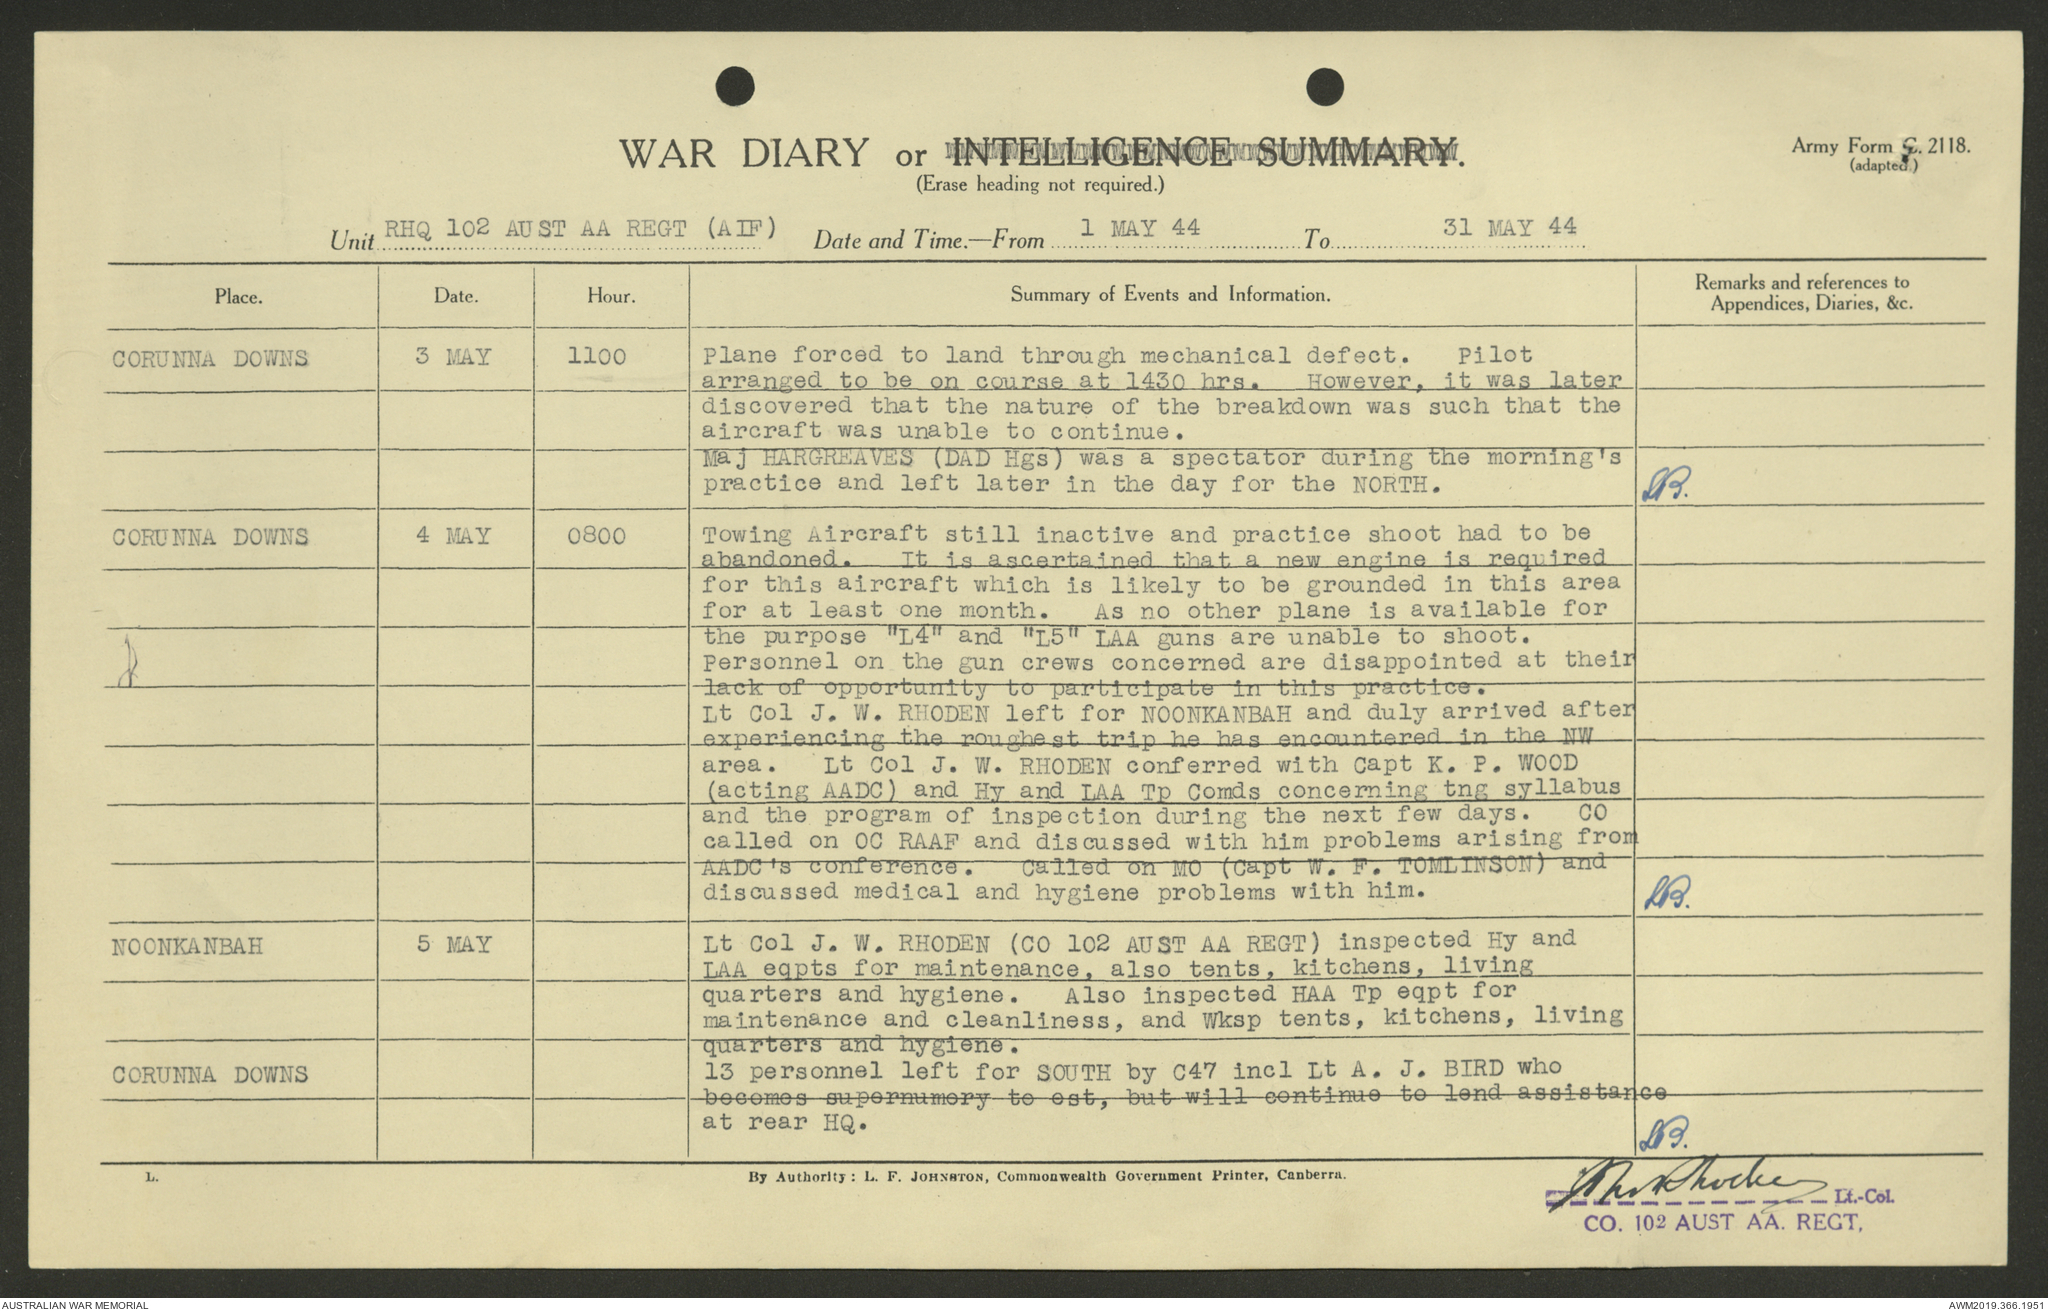 WAR DIARY or INTELLIGENCE SUMMARY.
(Erase heading not required.)
Army Form C. 2118.
(adapted)
Unit RHQ 102 AUST AA REGT (AIF) Date and Time.—From 1 MAY 44 To 31 MAY 44
Place. Date. Hour. Summary of Events and Information. Remarks and references to
Appendices, Diaries, &c.
CORUNNA DOWNS 3 MAY 1100 Plane forced to land through mechanical defect. Pilot
arranged to be on course at 1430 hrs. However, it was later
discovered that the nature of the breakdown was such that the
aircraft was unable to continue.
Maj HARGREAVES (DAD Hgs) was a spectator during the morning's
practice and left later in the day for the NORTH.
CORUNNA DOWNS 4 MAY 0800 Towing Aircraft still inactive and practice shoot had to be
abandoned. It is ascertained that a new engine is required
for this aircraft which is likely to be grounded in this area
for at least one month. As no other plane is available for
the purpose "L4" and "L5" LAA guns are unable to shoot.
Personnel on the gun crews concerned are disappointed at their
lack of opportunity to participate in this practice.
Lt Col J. W. RHODEN left for NOONKANBAH and duly arrived after
experiencing the roughest trip he has encountered in the NW
area. Lt Col J. W. RHODEN conferred with Capt K. P. WOOD
(acting AADC) and Hy and LAA Tp Comds concerning tng syllabus
and the program of inspection during the next few days. CO
called on OC RAAF and discussed with him problems arising from
AADC's conference. Called on MO (Capt W. F. TOMLINSON) and
discussed medical and hygiene problems with him.
NOONKANBAH 5 MAY Lt Col J. W. RHODEN (CO 102 AUST AA REGT) inspected Hy and
LAA eqpts for maintenance, also tents, kitchens, living
quarters and hygiene. Also inspected HAA Tp eqpt for
maintenance and cleanliness, and Wksp tents, kitchens, living
quarters and hygiene.
CORUNNA DOWNS 13 personnel left for SOUTH by C47 incl Lt A. J. BIRD who
becomes supernumory to est, but will continue to lend assistance
at rear HQ.
L. By Authority: L. F. JOHNSTON, Commonwealth Government Printer, Canberra.
Lt.-Col.
CO. 102 AUST AA. REGT,
AUSTRALIAN WAR MEMORIAL
AWM2019.366.1951